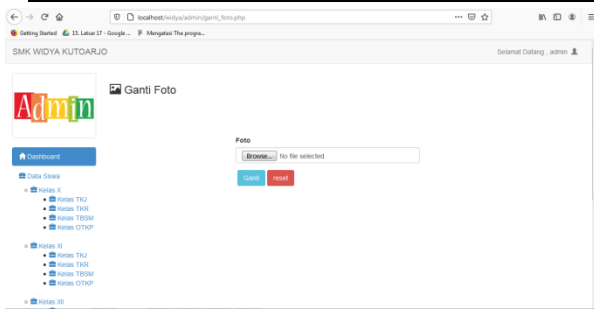 localhost/widya/admin/ganti_foto.php
Getting Started 15. Latsar 17 - Google... Mengatasi The progra...
SMK WIDYA KUTOARJO
Selamat Datang , admin
Admin
Ganti Foto
Foto
Browse... No file selected.
Ganti reset
Dashboard
Data Siswa
Kelas X
Kelas TKJ
Kelas TKR
Kelas TBSM
Kelas OTKP
Kelas XI
Kelas TKJ
Kelas TKR
Kelas TBSM
Kelas OTKP
Kelas XII